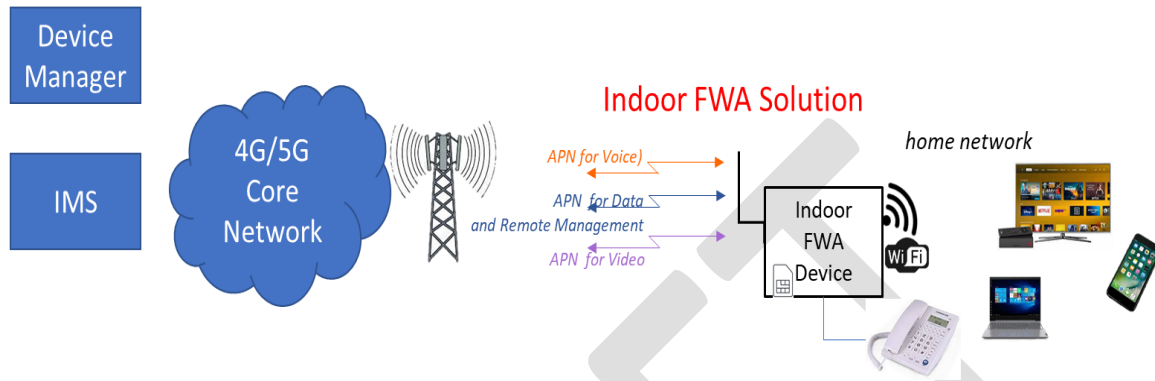 Device
Manager
IMS
4G/5G
Core
Network
Indoor FWA Solution
APN for Voice)
APN for Data
and Remote Management
APN for Video
Indoor
FWA
Device
Wi Fi
home network